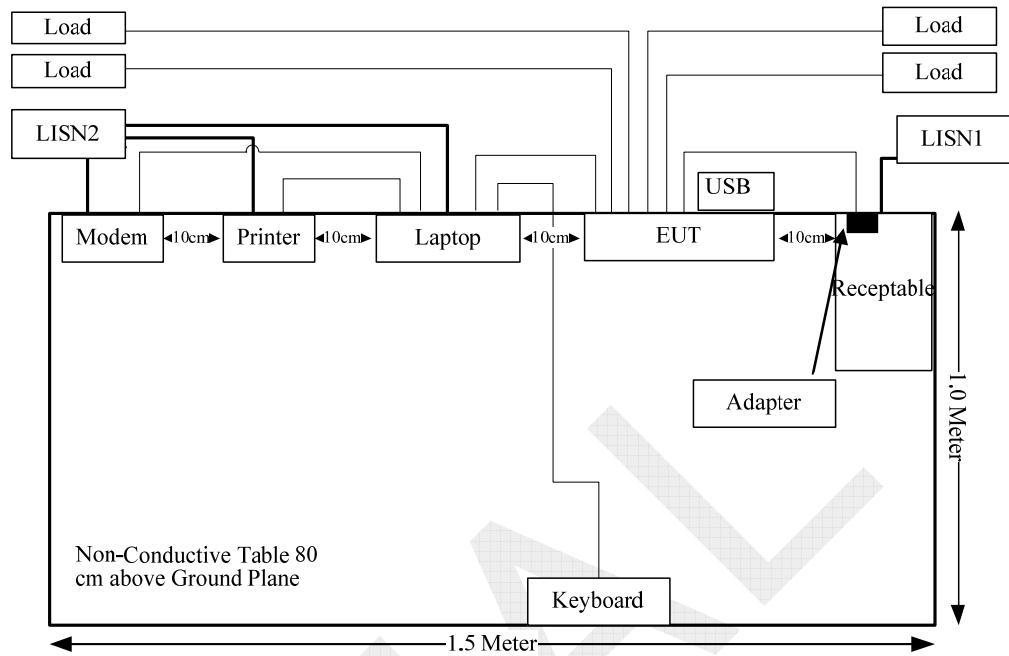 Load
Load
Load
Load
LISN2
LISN1
USB
Modem
10cm
Printer
10cm
Laptop
10cm
EUT
10cm
Receptable
Adapter
1.0 Meter
Non-Conductive Table 80
cm above Ground Plane
Keyboard
1.5 Meter